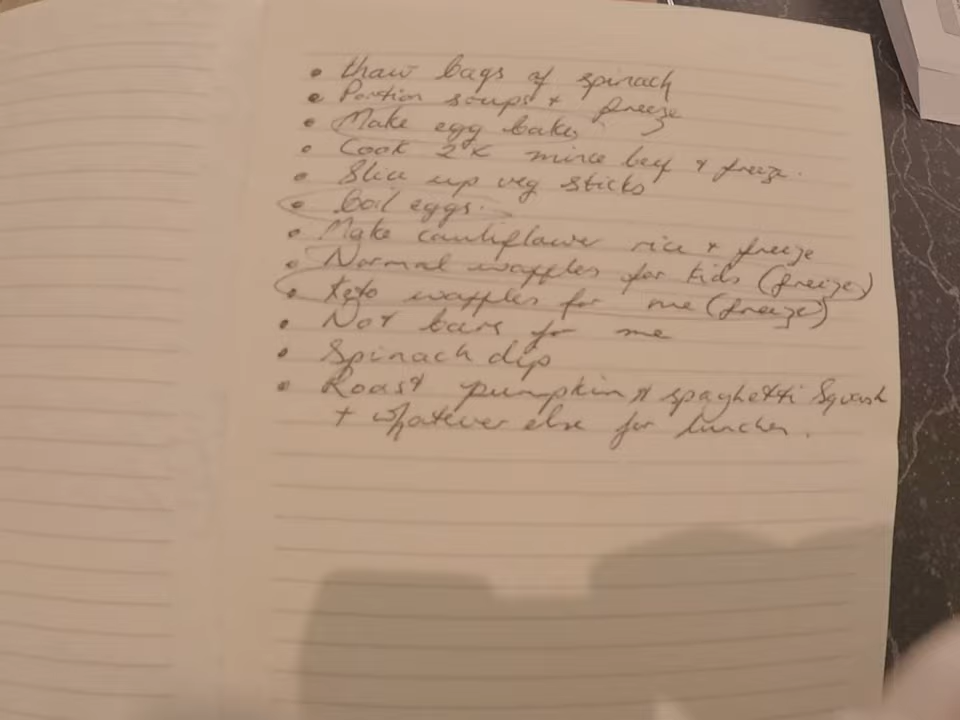 • thaw bags of spinach
• Portion soups + freeze
• Make egg bake
• Cook 2x mince beef + freeze.
• Slice up veg sticks
• Boil eggs.
• Make cauliflower rice + freeze
• Normal waffles for kids (freeze)
• Keto waffles for me (freeze)
• Not bars for me
• Spinach dip
• Roast pumpkin + spaghetti squash
+ whatever else for lunches.